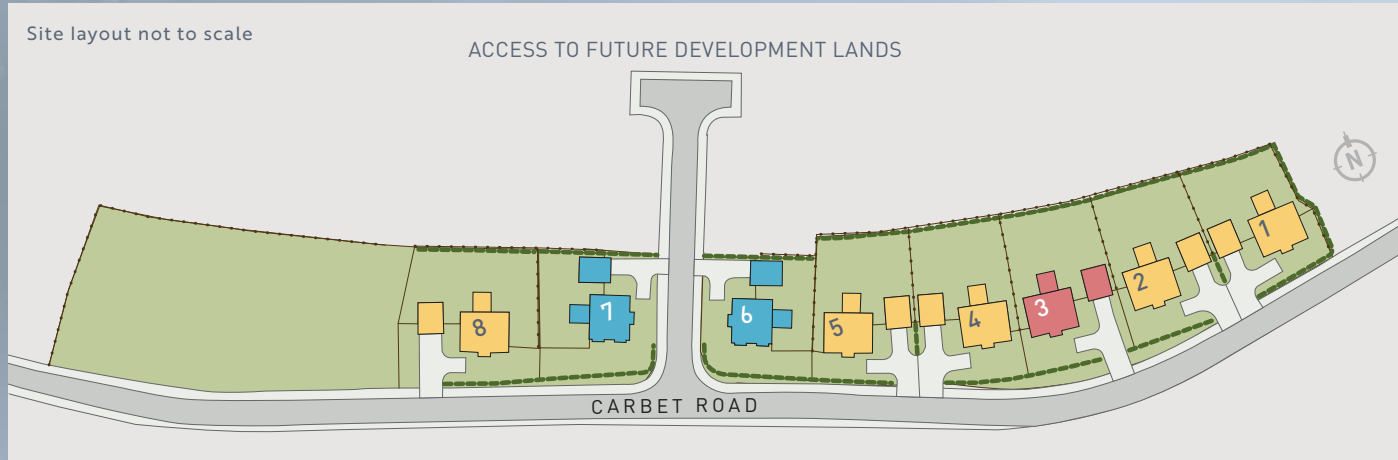 Site layout not to scale
ACCESS TO FUTURE DEVELOPMENT LANDS
N
1
2
3
4
5
6
7
8
CARBET ROAD